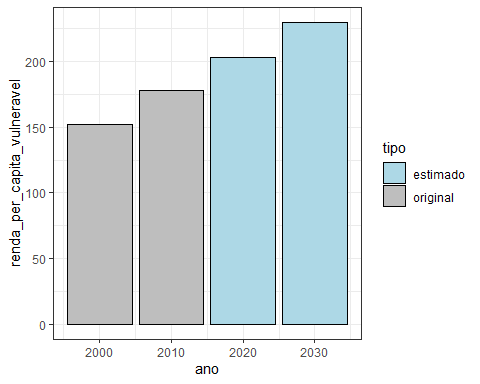 renda_per_capita_vulneravel
200
150
100
50
0
2000 2010 2020 2030
ano
tipo
estimado
original